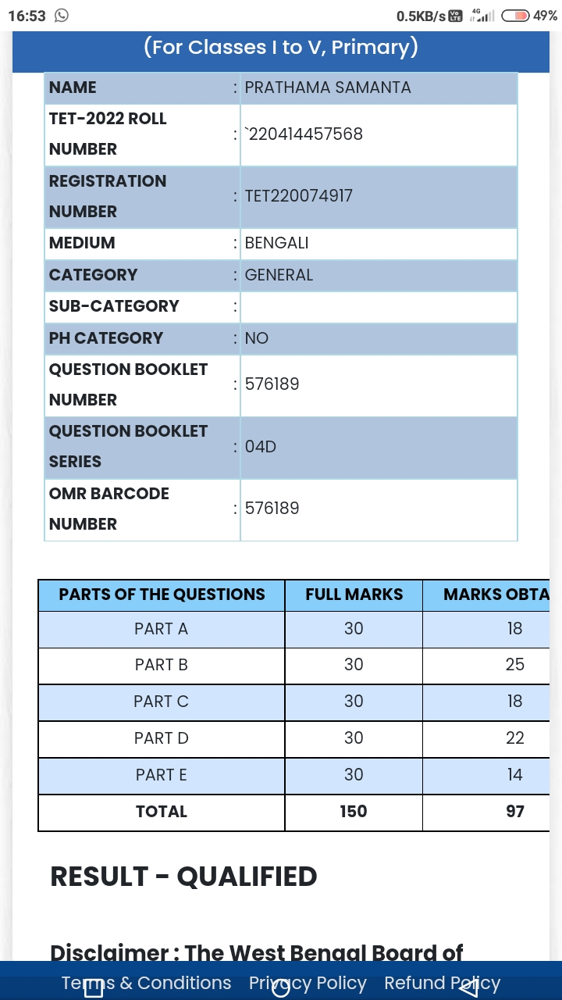 16:53 0.5KB/s Vo LTE 4G 49%
(For Classes I to V, Primary)
NAME : PRATHAMA SAMANTA
TET-2022 ROLL
NUMBER : `220414457568
REGISTRATION
NUMBER : TET220074917
MEDIUM : BENGALI
CATEGORY : GENERAL
SUB-CATEGORY :
PH CATEGORY : NO
QUESTION BOOKLET
NUMBER : 576189
QUESTION BOOKLET
SERIES : 04D
OMR BARCODE
NUMBER : 576189
PARTS OF THE QUESTIONS FULL MARKS MARKS OBTA
PART A 30 18
PART B 30 25
PART C 30 18
PART D 30 22
PART E 30 14
TOTAL 150 97
RESULT - QUALIFIED
Disclaimer : The West Bengal Board of
Terms & Conditions Privacy Policy Refund Policy